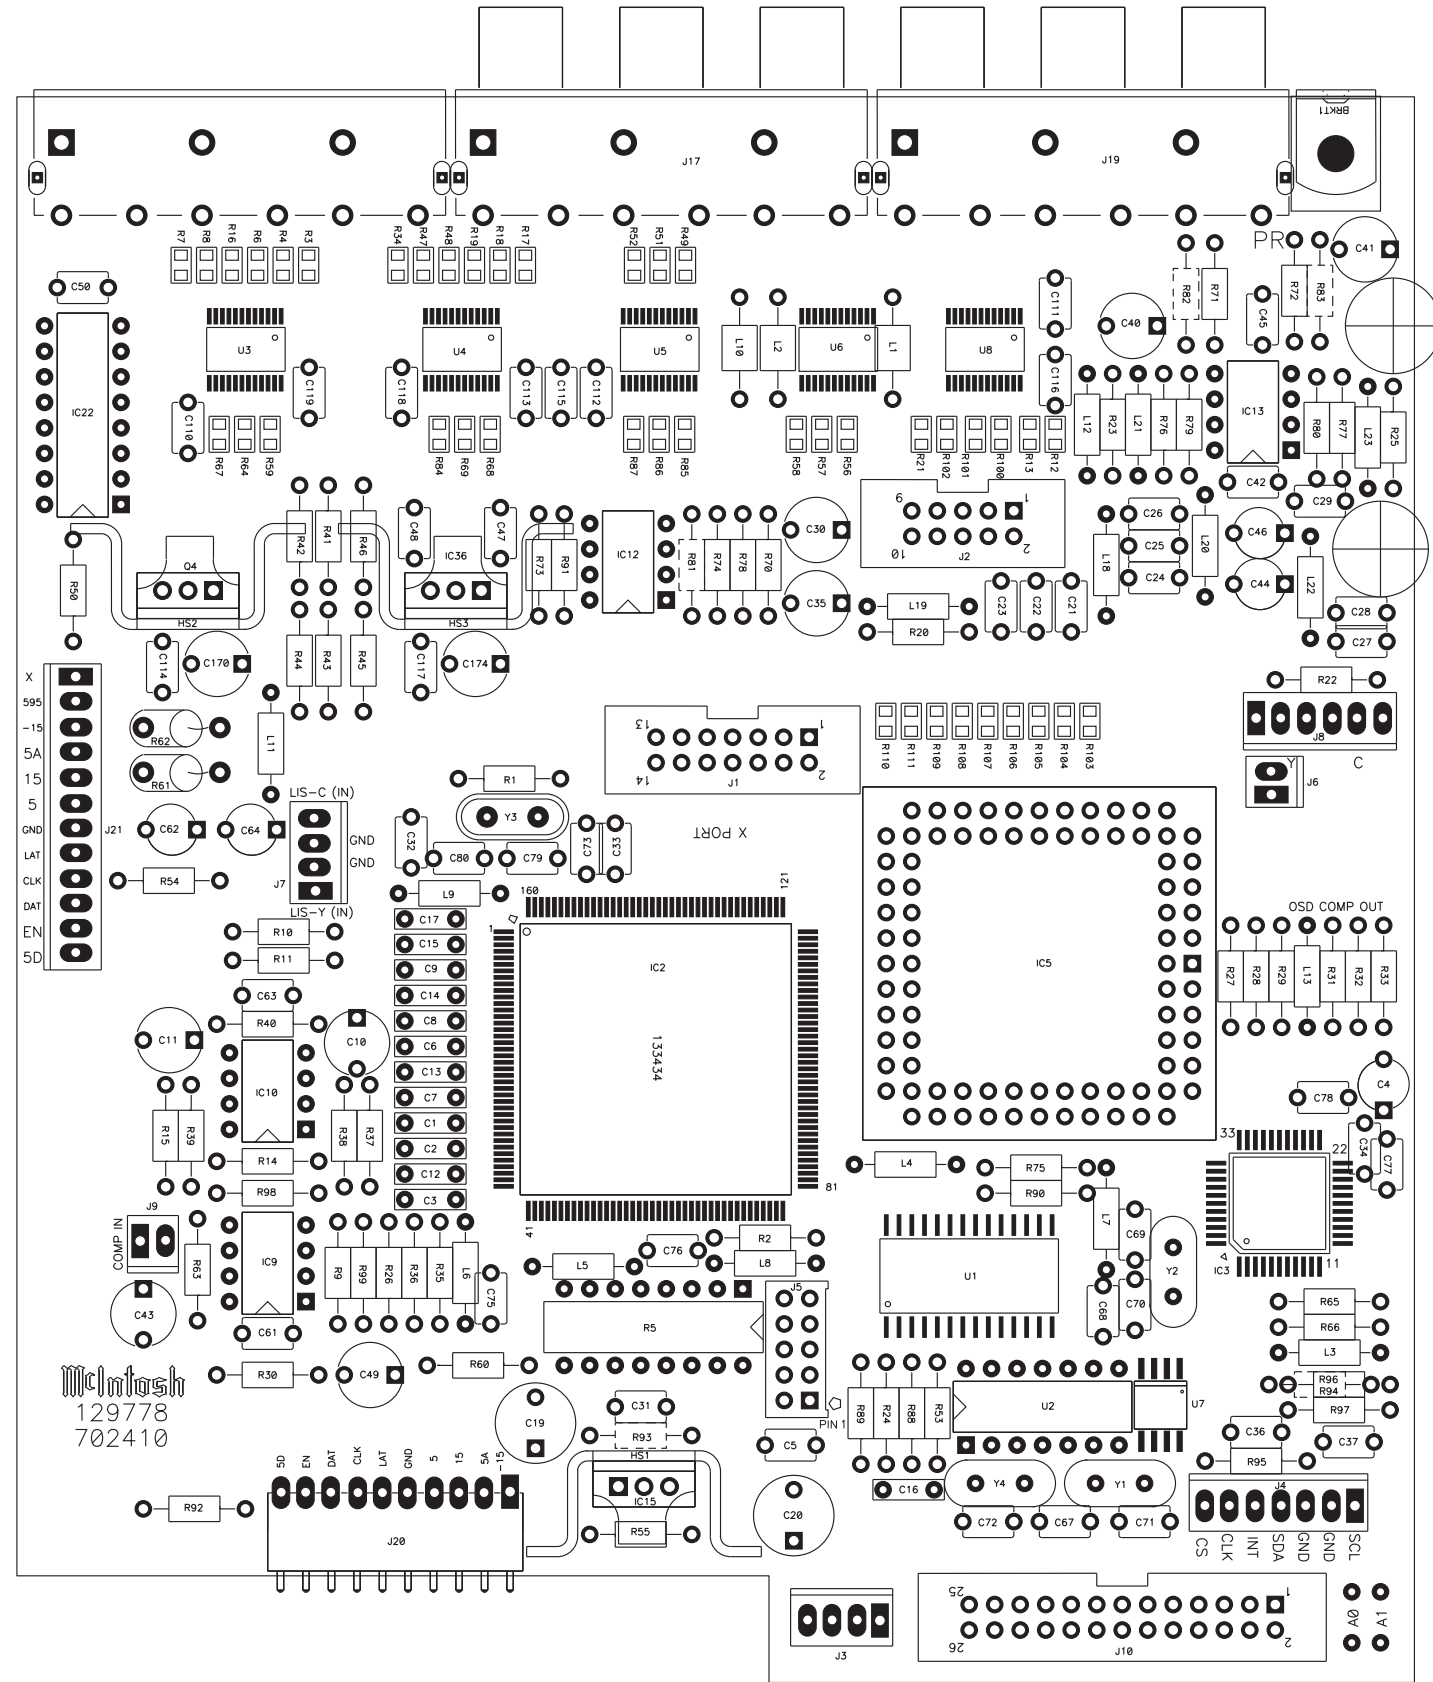 BRKT1
J17
J19
R7 R8 R16 R6 R4 R3
R34 R47 R48 R19 R18 R17
R52 R51 R49
PR
C41
R82 R71 R72 R83
C50
C111
C45
C40
U3
U4
U5
L10 L2 U6 L1
U8
C119
C118
C113 C115 C112
C116
IC22
C110
L12 R23 L21 R76 R79
IC13
R80 R77 L23 R25
R67 R64 R59
R84 R69 R68
R87 R86 R85
R58 R57 R56
R21 R102 R101 R100 R13 R12
C42
C29
9 1
10 2
J2
C26
C25
C24
L18
L20
C46
C44
L22
R42 R41 R46
C48
C47
IC36
R73 R91
IC12
R81 R74 R78 R70
C30
C35
Q4
R50
HS2
HS3
L19
R20
C23 C22 C21
C28
C27
C114
C170
R44 R43 R45
C117
C174
R22
X
595
-15
5A
15
5
GND
LAT
CLK
DAT
EN
5D
J21
R62
R61
L11
13 1
14 2
J1
R110 R111 R109 R108 R107 R106 R105 R104 R103
J8
Y C
J6
R1
Y3
LIS-C (IN)
GND
GND
J7
LIS-Y (IN)
C62
C64
R54
C32
C80
C79
C73 C33
X PORT
L9
160
121
1
IC2
133434
81
41
IC5
OSD COMP OUT
R27 R28 R29 L13 R31 R32 R33
C17
C15
C9
C14
C8
C6
C13
C7
C1
C2
C12
C3
R10
R11
C63
R40
C11
C10
IC10
R15 R39
R38 R37
R14
R98
C78
C4
C34
C77
33
22
IC3
11
L4
R75
R90
L7
C69
Y2
C70
C68
J9
COMP IN
R63
IC9
R9 R99 R26 R36 R35 L6
C75
C43
C61
L5
C76
R2
L8
J5
U1
R65
R66
L3
R96
R94
R97
R5
R30
C49
R60
McIntosh
129778
702410
C19
C31
R93
HS1
PIN 1
C5
R89 R24 R88 R53
U2
U7
C36
C37
R95
IC15
R55
C16
Y4
Y1
J4
R92
5D EN DAT CLK LAT GND 5 15 5A -15
J20
C20
C72
C67
C71
CS CLK INT SDA GND GND SCL
J3
25 1
26 2
J10
A0 A1